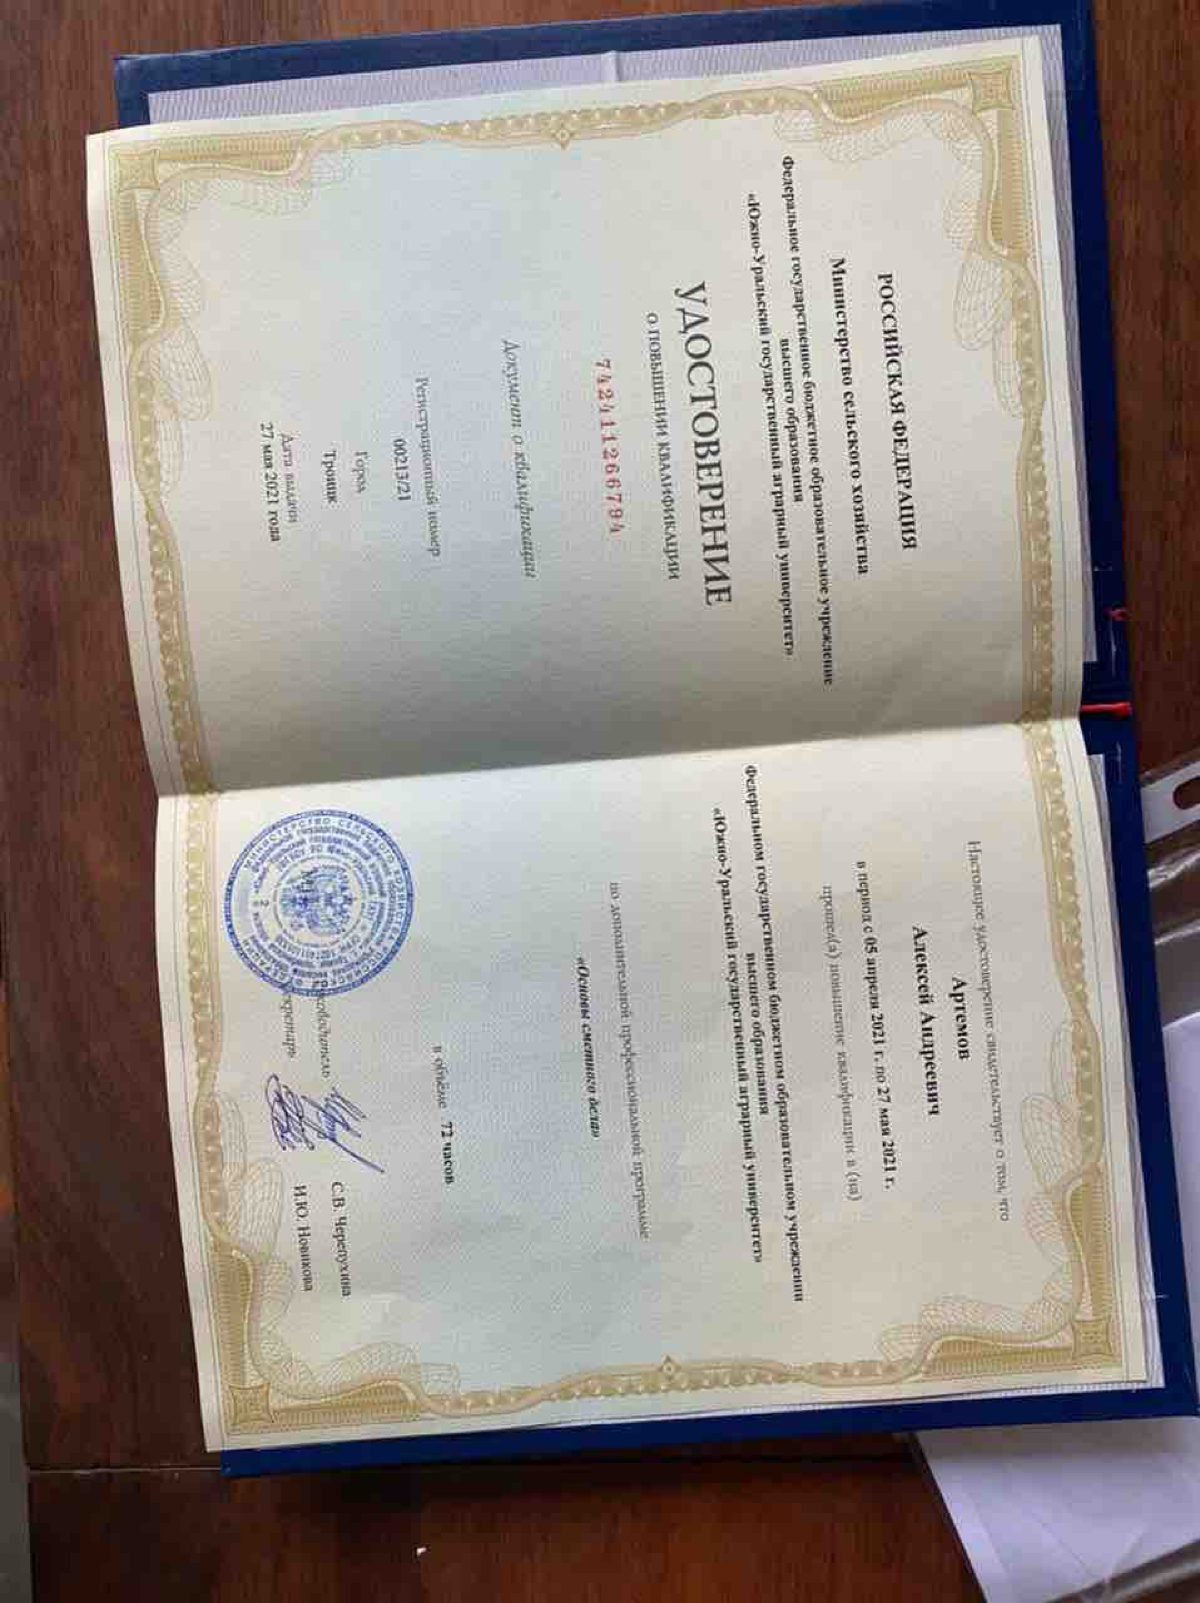 РОССИЙСКАЯ ФЕДЕРАЦИЯ
Министерство сельского хозяйства
Федеральное государственное бюджетное образовательное учреждение
высшего образования
«Южно-Уральский государственный аграрный университет»
УДОСТОВЕРЕНИЕ
О ПОВЫШЕНИИ КВАЛИФИКАЦИИ
742411266794
Документ о квалификации
Регистрационный номер
00213/21
Город
Троицк
Дата выдачи
27 мая 2021 года
Настоящее удостоверение свидетельствует о том, что
Артемов
Алексей Андреевич
в период с 05 апреля 2021 г. по 27 мая 2021 г.
прошел(а) повышение квалификации в (на)
Федеральном государственном бюджетном образовательном учреждении
высшего образования
«Южно-Уральский государственный аграрный университет»
по дополнительной профессиональной программе
«Основы сметного дела»
в объёме 72 часов
С.В. Черепухина
И.Ю. Новикова